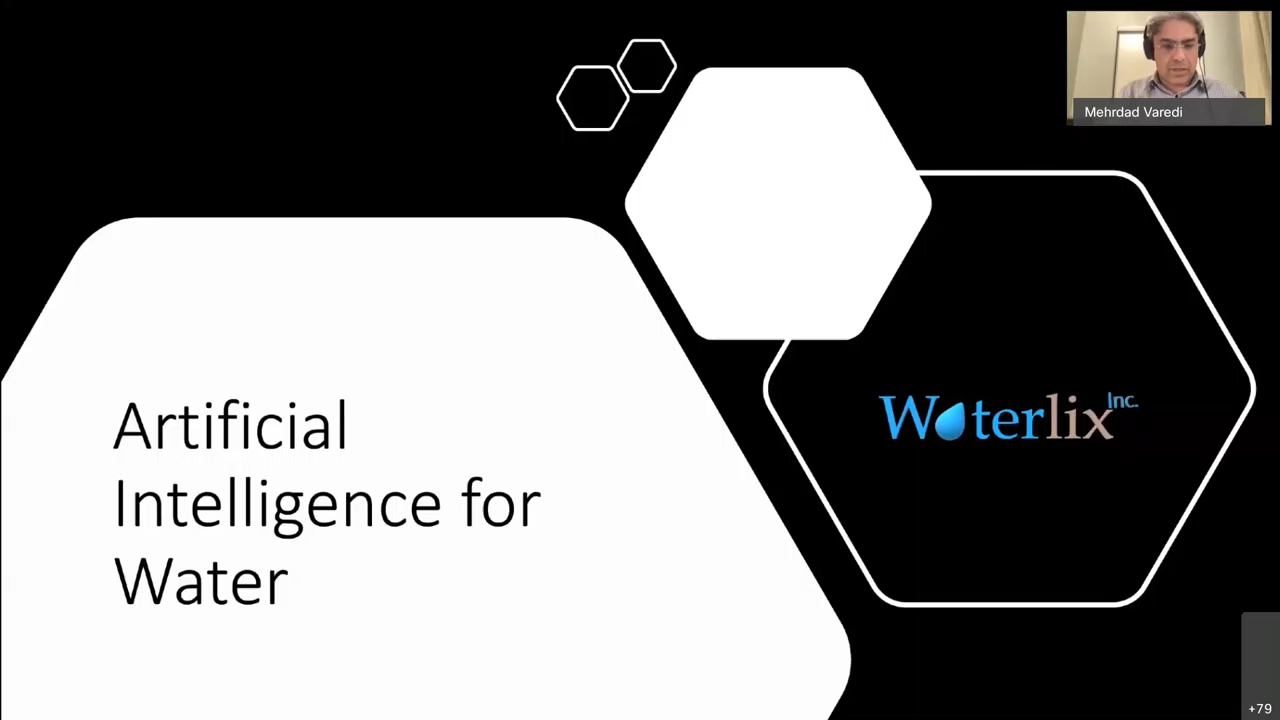 Mehrdad Varedi
Waterlix Inc.
Artificial
Intelligence for
Water
+79